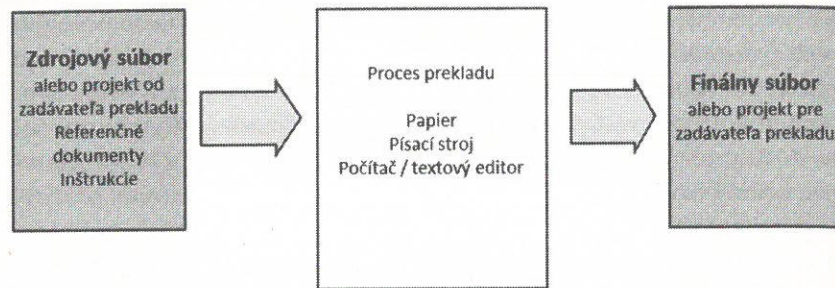 Zdrojový súbor
alebo projekt od
zadávateľa prekladu
Referenčné
dokumenty
Inštrukcie
Proces prekladu
Papier
Písací stroj
Počítač / textový editor
Finálny súbor
alebo projekt pre
zadávateľa prekladu